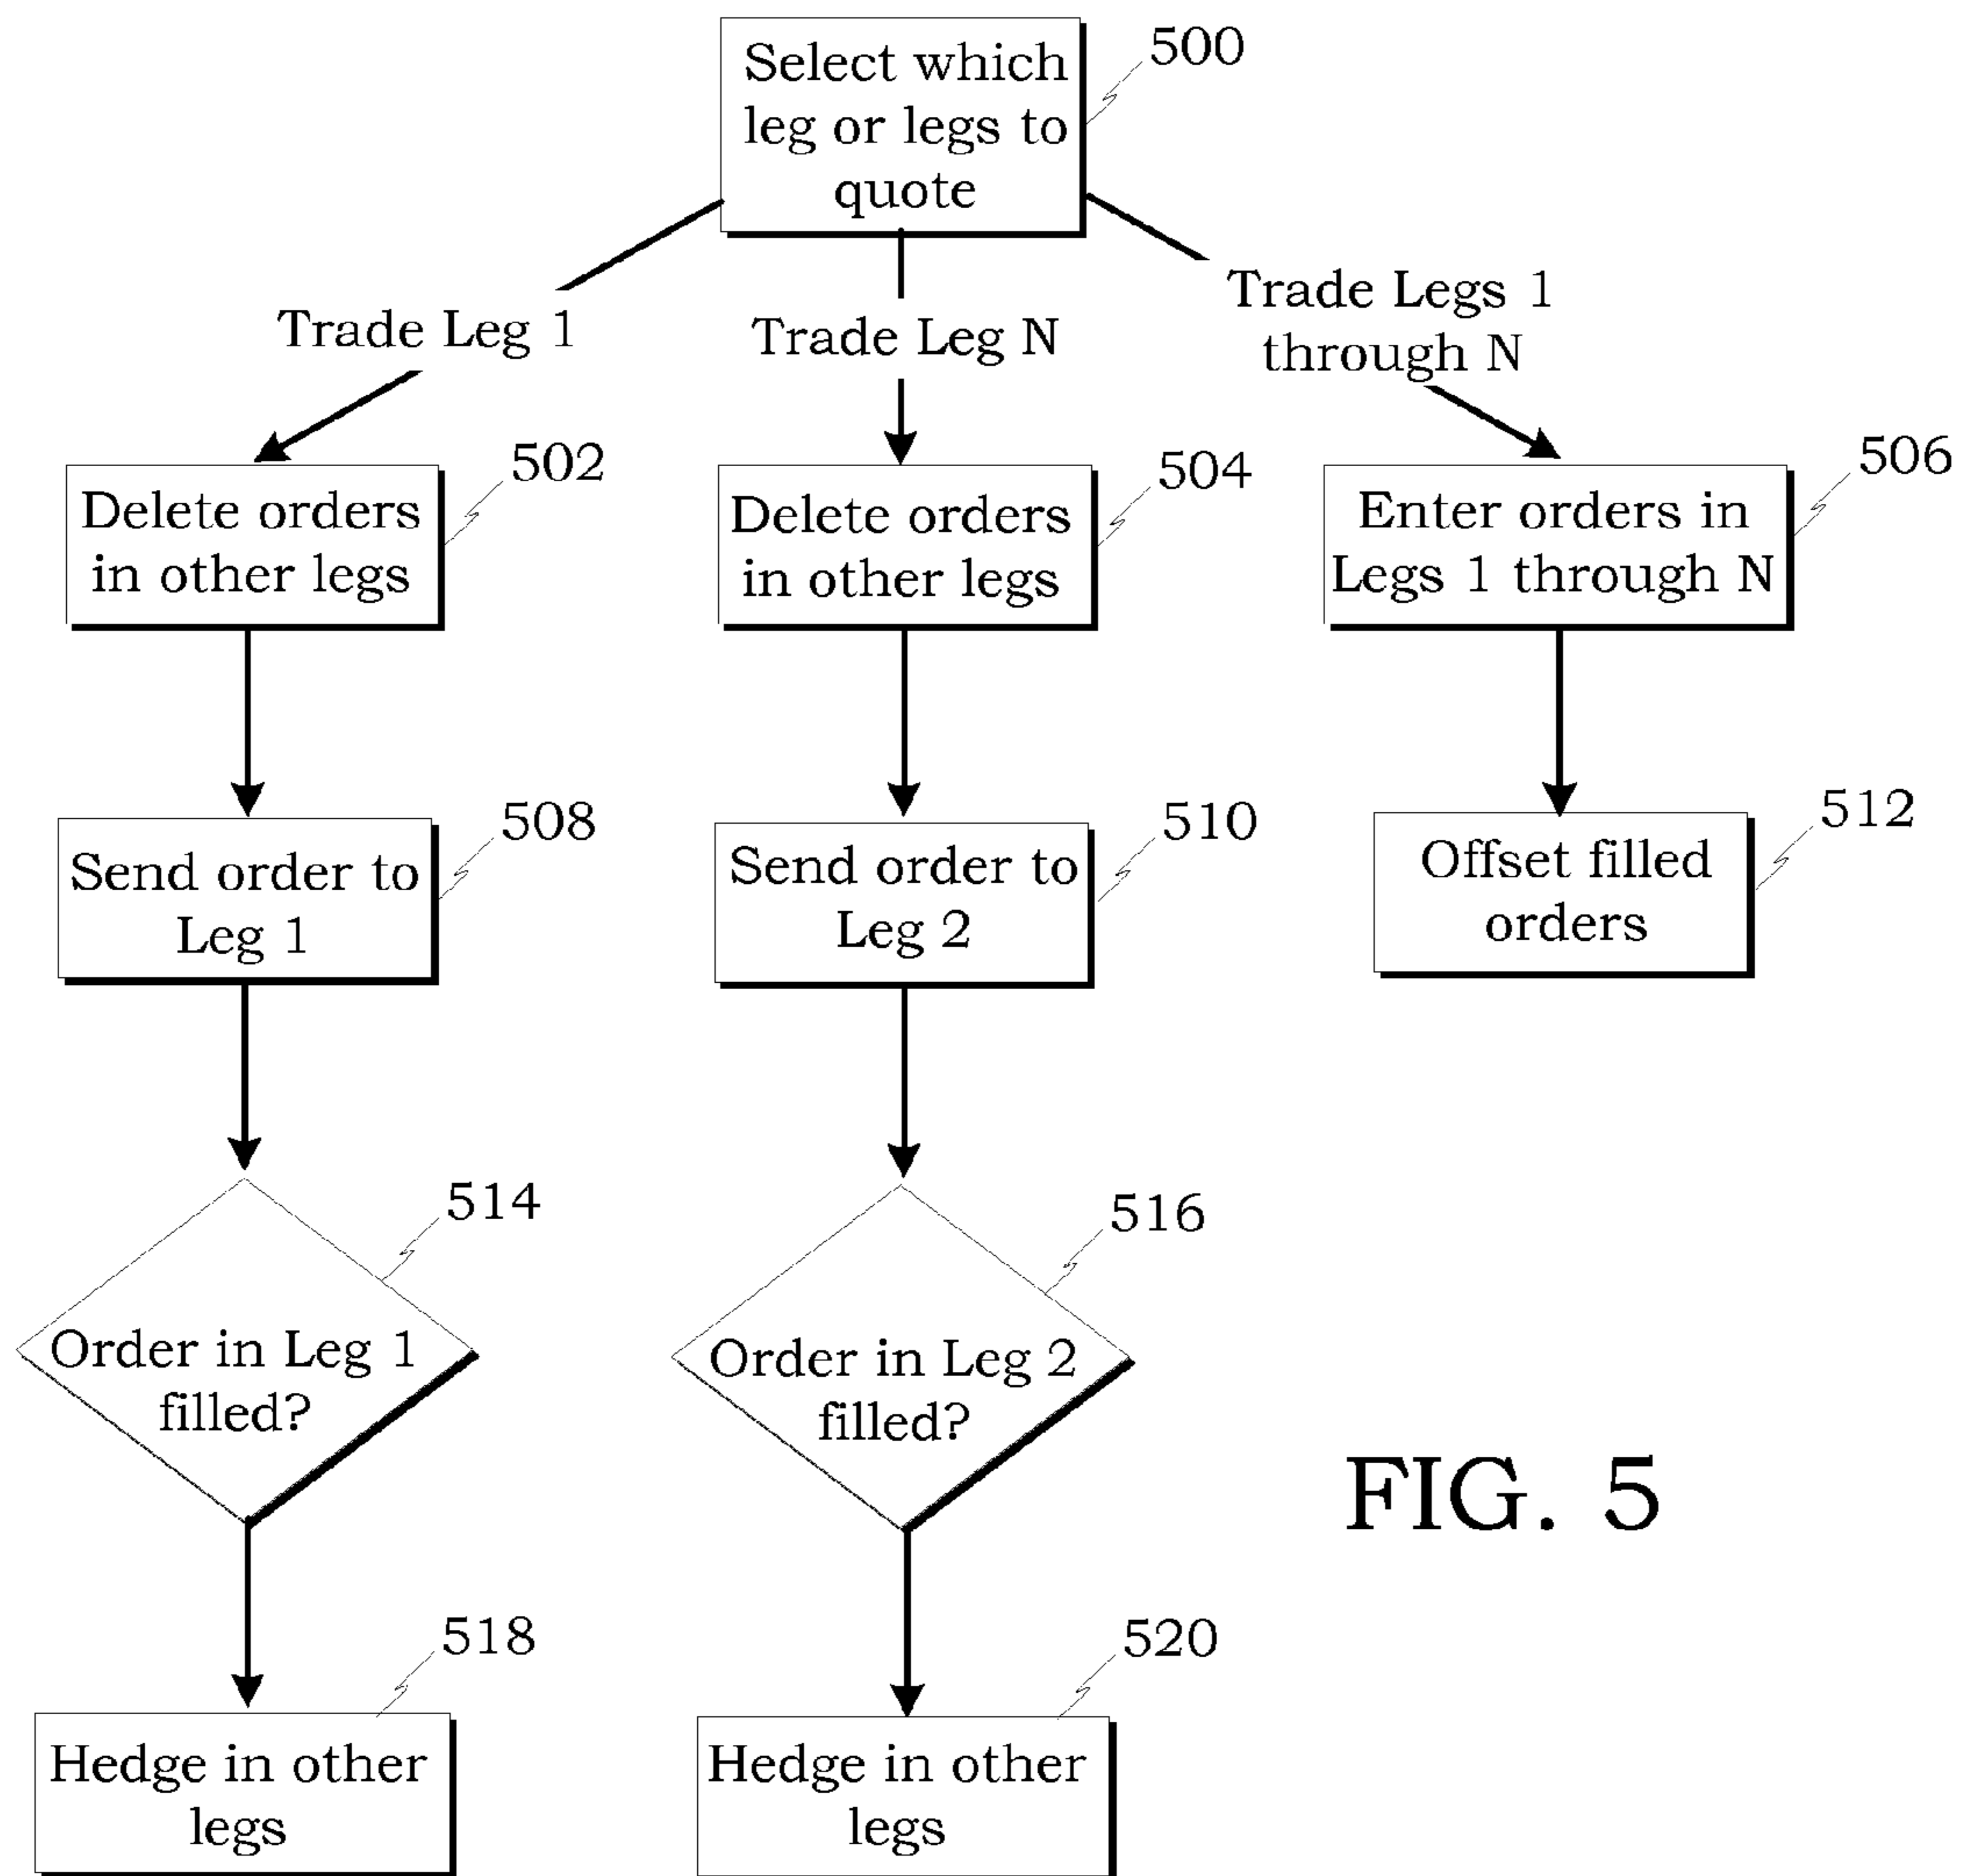 Select which
leg or legs to
quote
500
Trade Leg 1
Trade Leg N
Trade Legs 1
through N
Delete orders
in other legs
502
Delete orders
in other legs
504
Enter orders in
Legs 1 through N
506
Send order to
Leg 1
508
Send order to
Leg 2
510
Offset filled
orders
512
Order in Leg 1
filled?
514
Order in Leg 2
filled?
516
FIG. 5
Hedge in other
legs
518
Hedge in other
legs
520